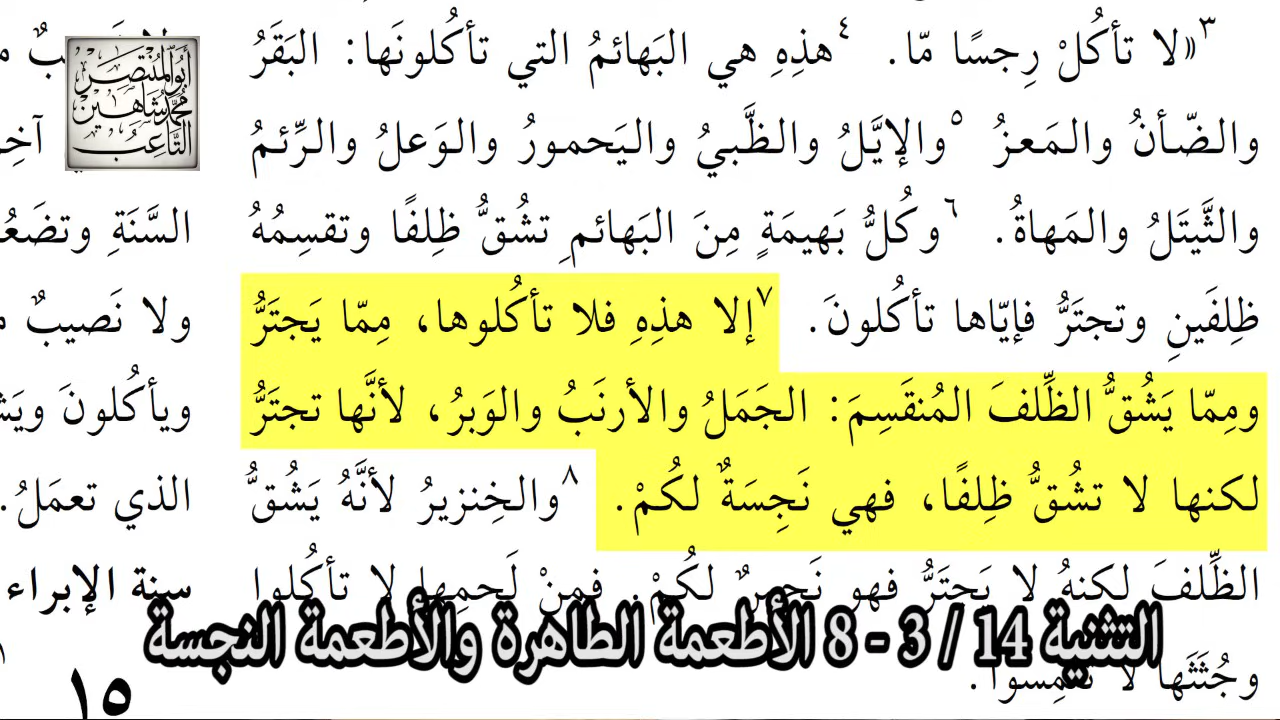 ٣«لا تأكُلْ رِجسًا مّا. ٤هذِهِ هي البَهائمُ التي تأكُلونَها: البَقَرُ
والضّأنُ والمَعزُ ٥والإيَّلُ والظَّبيُ واليَحمورُ والوَعلُ والرِّئمُ
والثَّيتَلُ والمَهاةُ. ٦وكُلُّ بَهيمَةٍ مِنَ البَهائمِ تشُقُّ ظِلفًا وتقسِمُهُ
ظِلفَينِ وتجتَرُّ فإيّاها تأكُلونَ. ٧إلا هذِهِ فلا تأكُلوها، مِمّا يَجتَرُّ
ومِمّا يَشُقُّ الظِّلفَ المُنقَسِمَ: الجَمَلُ والأرنَبُ والوَبرُ، لأنَّها تجتَرُّ
لكنها لا تشُقُّ ظِلفًا، فهي نَجِسَةٌ لكُمْ. ٨والخِنزيرُ لأنَّهُ يَشُقُّ
الظِّلفَ لكنهُ لا يَجتَرُّ فهو نَجِسٌ لكُمْ. فمِنْ لَحمِها لا تأكُلوا
وجُثَثَها لا تلمِسوا.
السَّنَةِ
ولا نَصيبٌ
ويأكُلونَ
الذي تعمَلُ.
سنة الإبراء
١٥
أبو المنتصر
محمد شاهين
التاعب
التثنية 14 / 3 - 8 الأطعمة الطاهرة والأطعمة النجسة